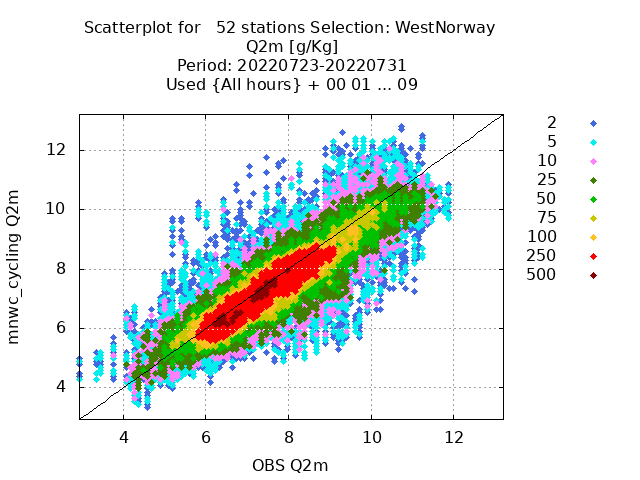 Scatterplot for   52 stations Selection: WestNorway
Q2m [g/Kg]
Period: 20220723-20220731
Used {All hours} + 00 01 ... 09
2
5
10
25
50
75
100
250
500
12
10
8
6
4
mnwc_cycling Q2m
4 6 8 10 12
OBS Q2m